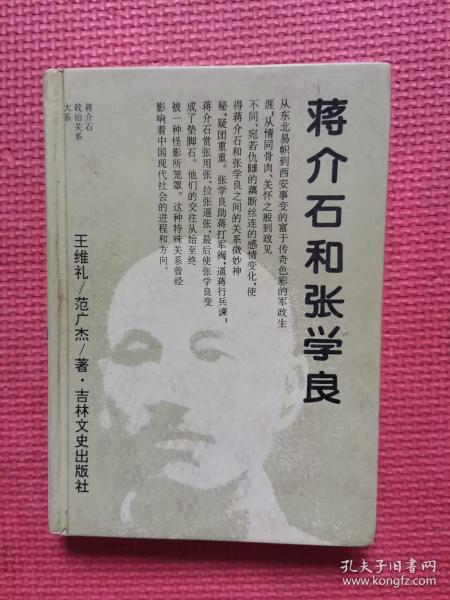 蒋介石和张学良
从东北易帜到西安事变的富于传奇色彩的军政生
涯,从情同骨肉、关怀之殷到政见
不同、宛若仇雠的藕断丝连的感情变化,使
得蒋介石和张学良之间的关系微妙神
秘,疑团重重。张学良助蒋打军阀,逼蒋行兵谏;
蒋介石赏张用张、拉张逼张,最后使张学良变
成了垫脚石。他们的交往从始至终
被一种怪影所笼罩。这种特殊关系曾经
影响着中国现代社会的进程和方向。
蒋介石
政治关系
大系
王维礼/范广杰/著·吉林文史出版社
孔夫子旧书网
www.kongfz.com